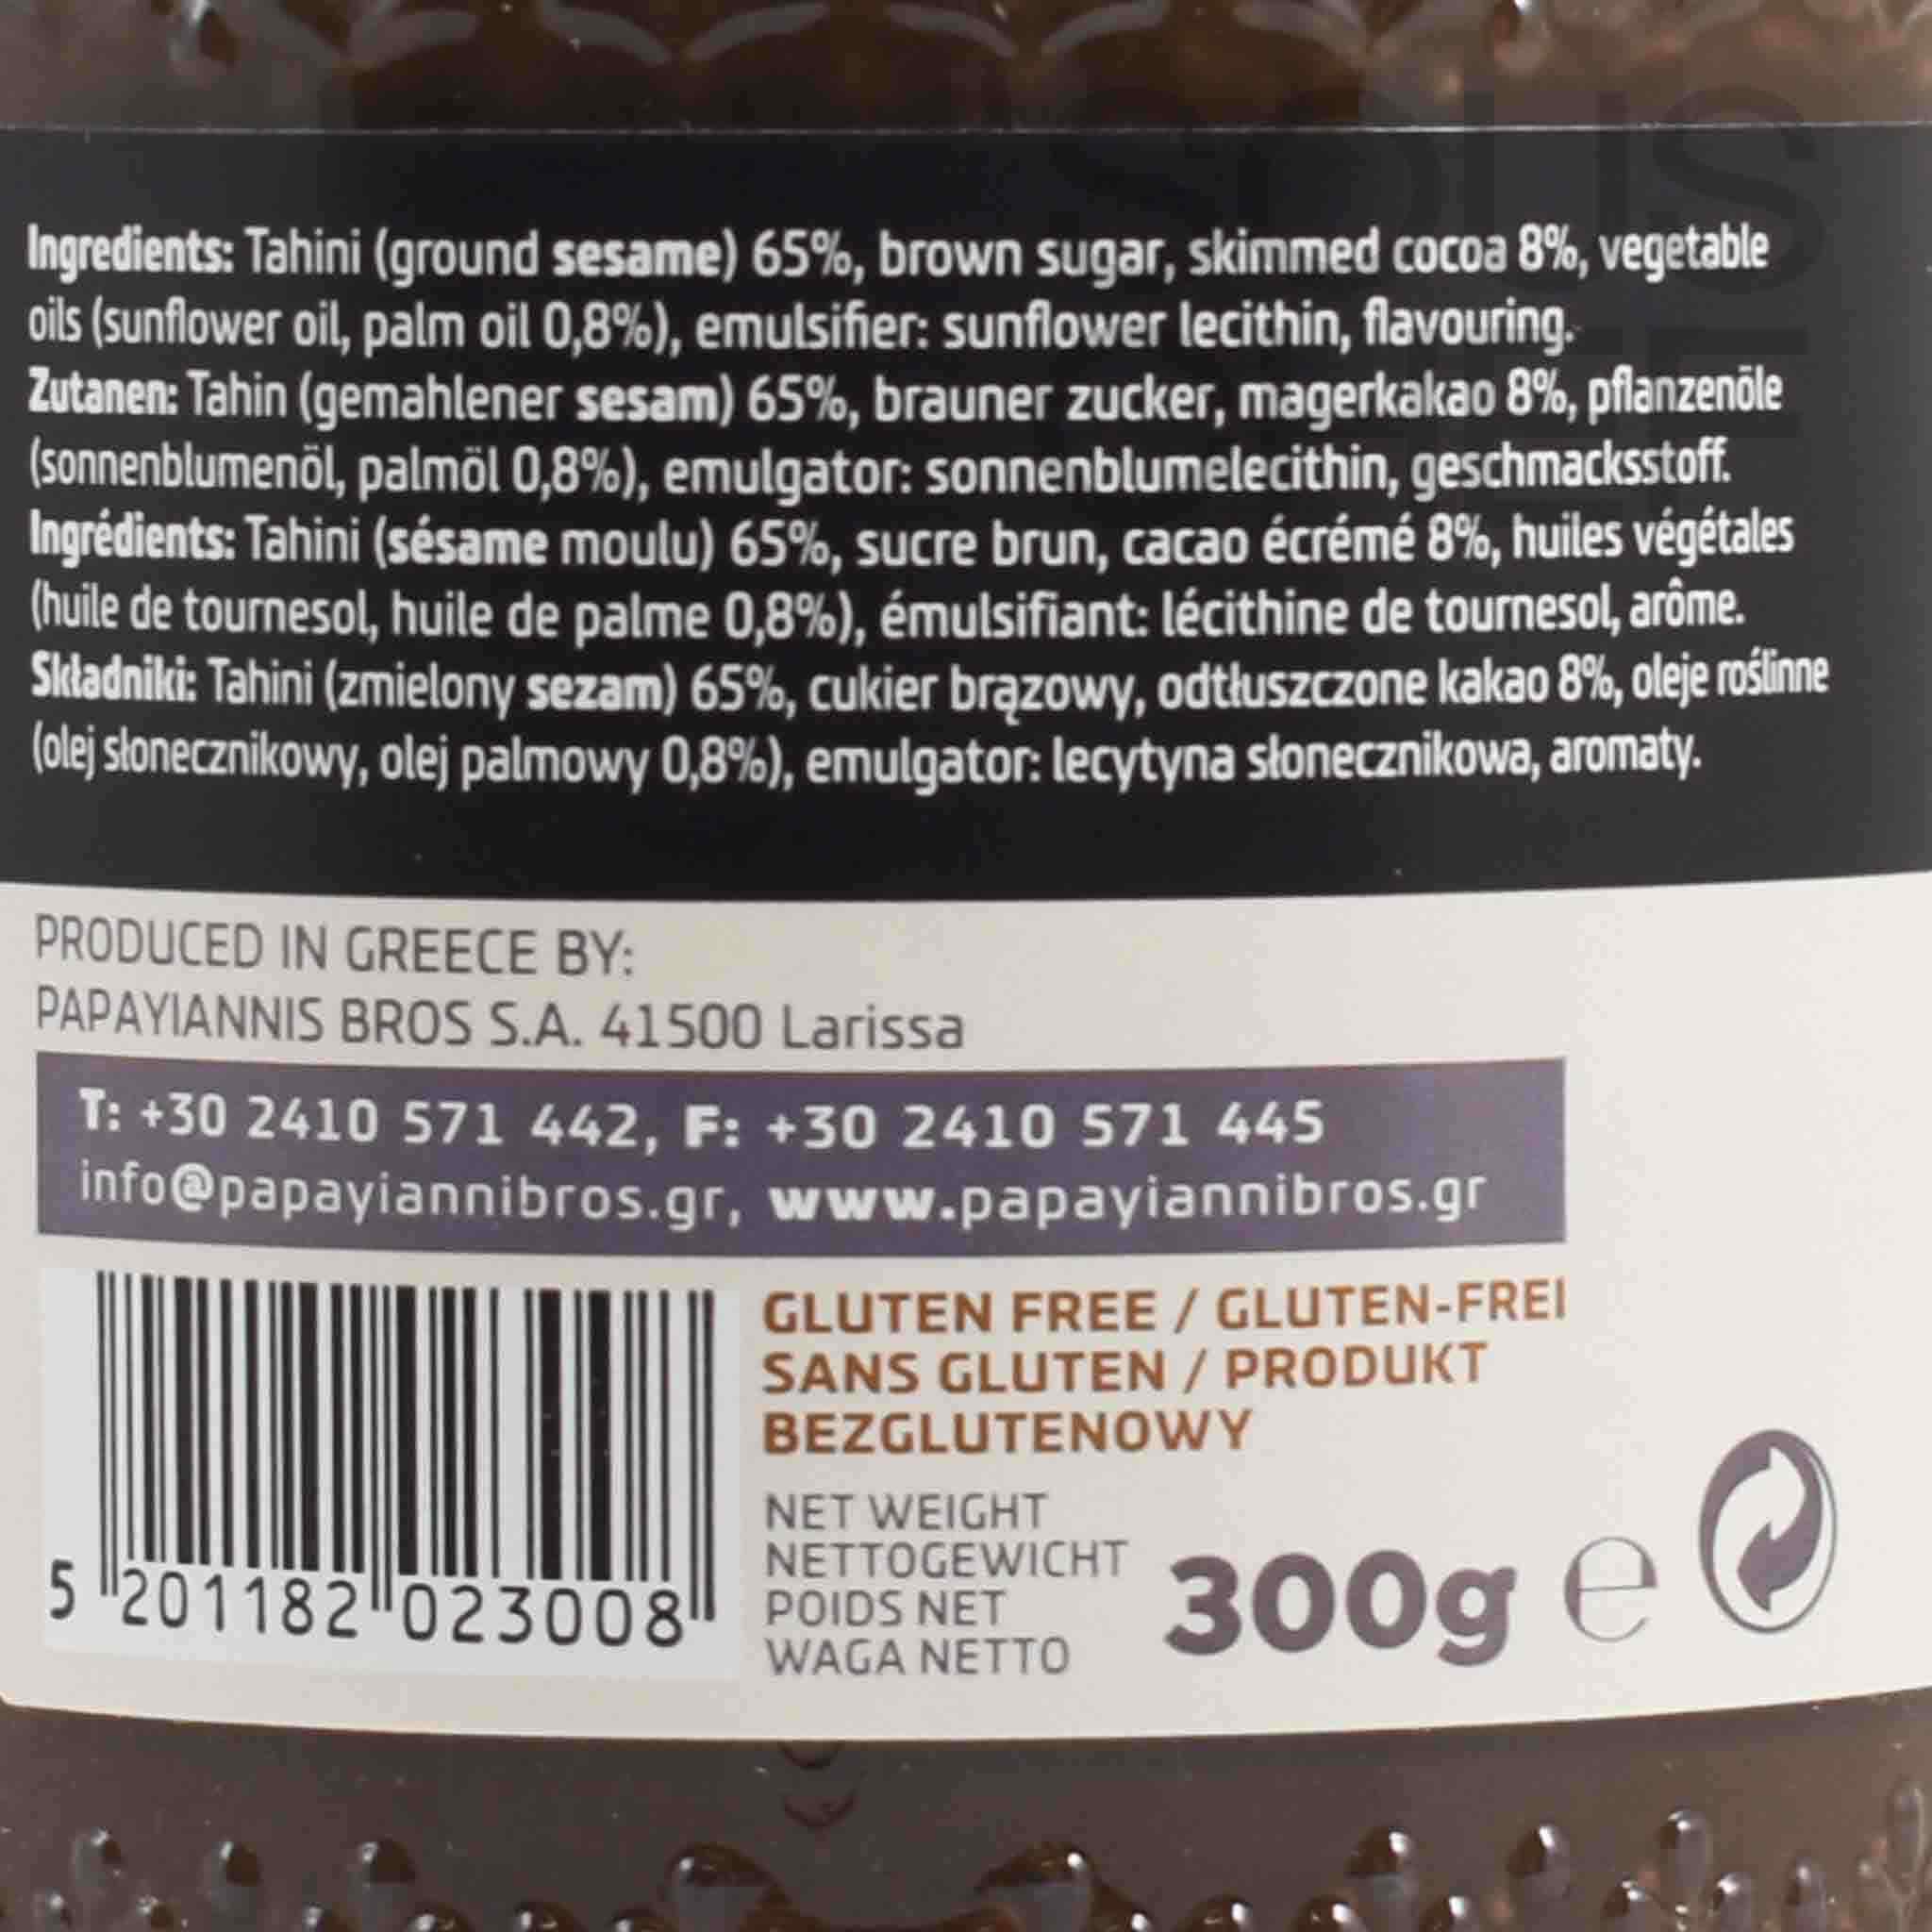 Ingredients: Tahini (ground sesame) 65%, brown sugar, skimmed cocoa 8%, vegetable
oils (sunflower oil, palm oil 0,8%), emulsifier: sunflower lecithin, flavouring.
Zutanen: Tahin (gemahlener sesam) 65%, brauner zucker, magerkakao 8%, pflanzenöle
(sonnenblumenöl, palmöl 0,8%), emulgator: sonnenblumelecithin, geschmacksstoff.
Ingrédients: Tahini (sésame moulu) 65%, sucre brun, cacao écrémé 8%, huiles végétales
(huile de tournesol, huile de palme 0,8%), émulsifiant: lécithine de tournesol, arôme.
Składniki: Tahini (zmielony sezam) 65%, cukier brązowy, odtłuszczone kakao 8%, oleje roślinne
(olej słonecznikowy, olej palmowy 0,8%), emulgator: lecytyna słonecznikowa, aromaty.
PRODUCED IN GREECE BY:
PAPAYIANNIS BROS S.A. 41500 Larissa
T: +30 2410 571 442, F: +30 2410 571 445
info@papayiannibros.gr, www.papayiannibros.gr
GLUTEN FREE / GLUTEN-FREI
SANS GLUTEN / PRODUKT
BEZGLUTENOWY
NET WEIGHT
NETTOGEWICHT
POIDS NET
WAGA NETTO
300g e
5 201182 023008